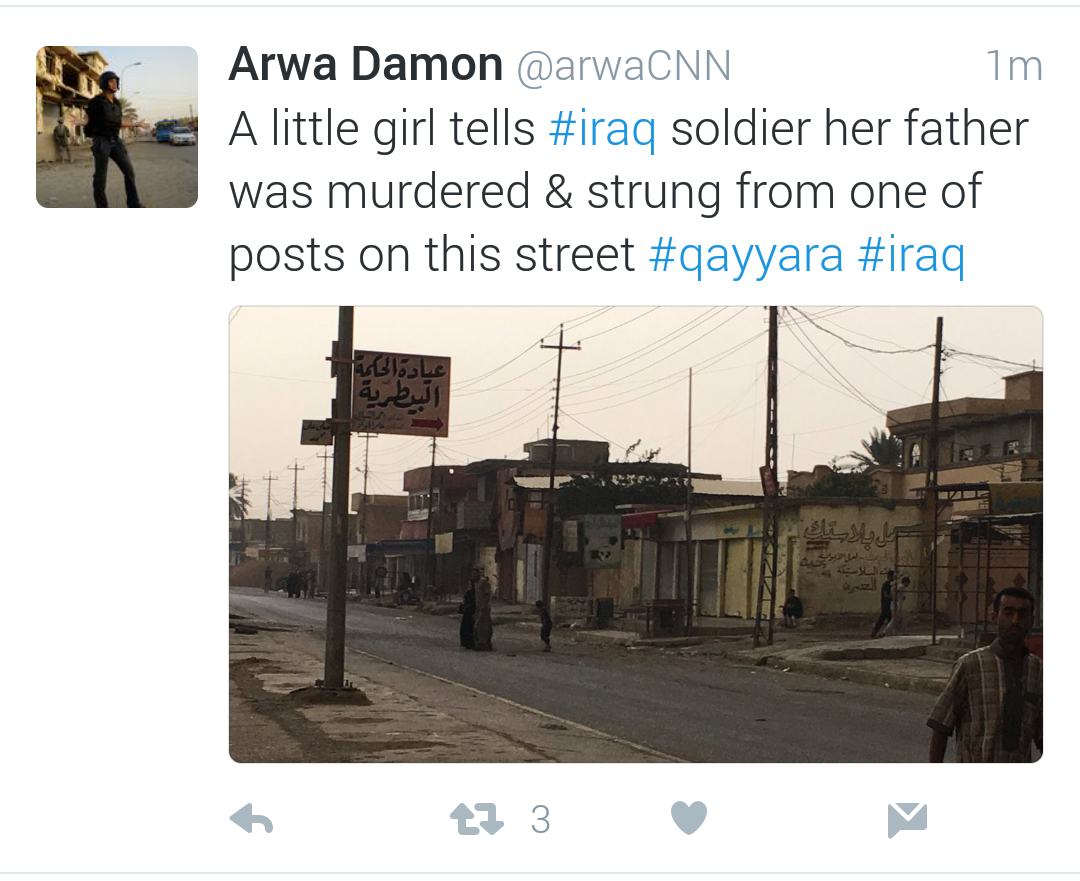 Arwa Damon @arwaCNN 1m
A little girl tells #iraq soldier her father
was murdered & strung from one of
posts on this street #qayyara #iraq
عيادة الحكمة
البيطرية
3